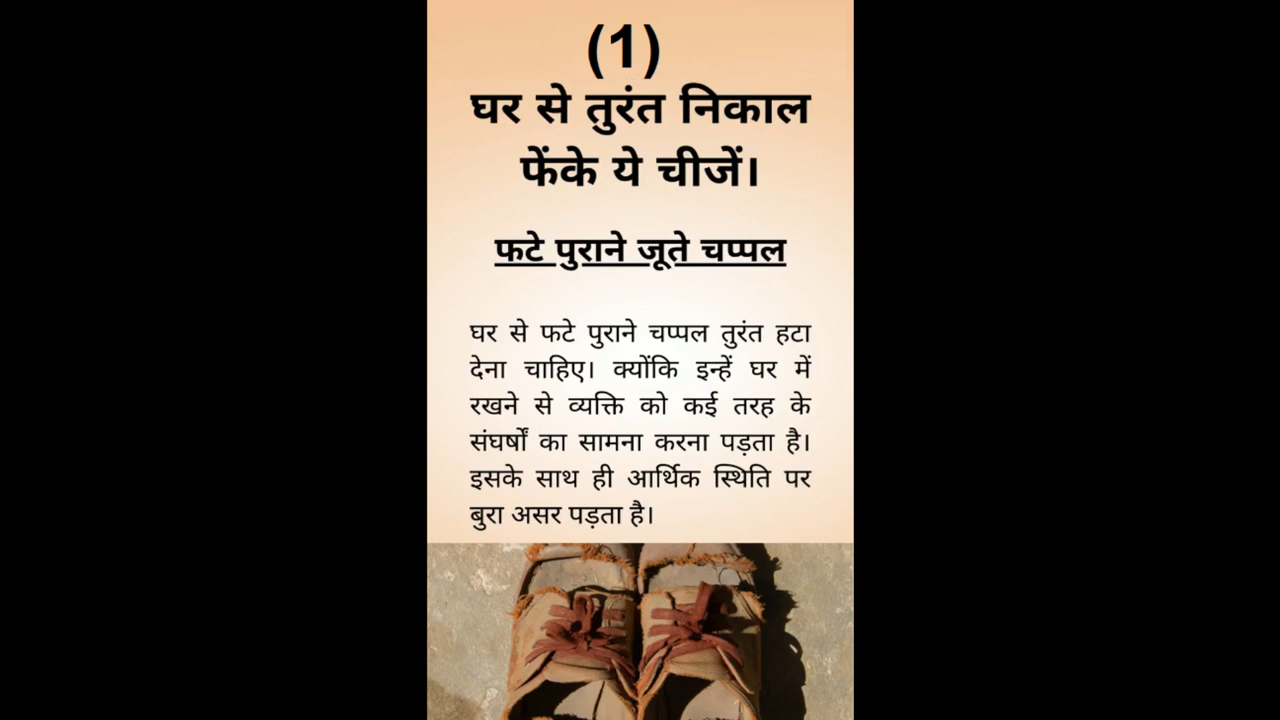 (1)
घर से तुरंत निकाल
फेंके ये चीजें।
फटे पुराने जूते चप्पल
घर से फटे पुराने चप्पल तुरंत हटा
देना चाहिए। क्योंकि इन्हें घर में
रखने से व्यक्ति को कई तरह के
संघर्षों का सामना करना पड़ता है।
इसके साथ ही आर्थिक स्थिति पर
बुरा असर पड़ता है।